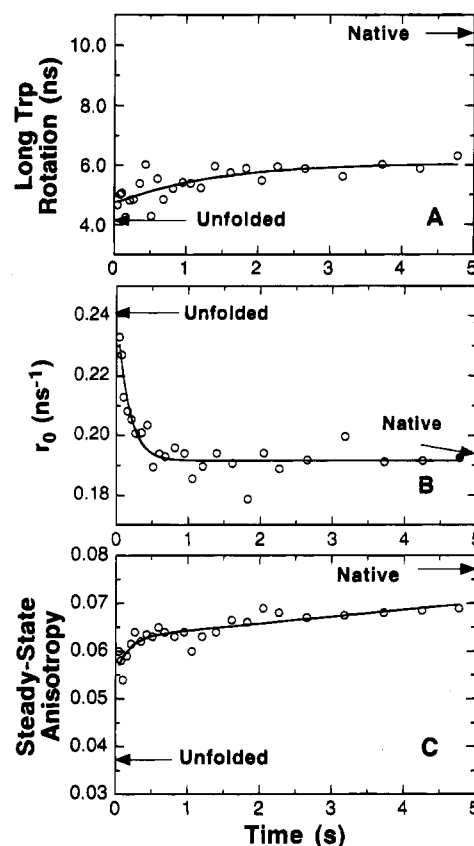 Long Trp
Rotation (ns)
10.0
8.0
6.0
4.0
Native
Unfolded
A
0 1 2 3 4 5
r0 (ns-1)
0.24
0.22
0.20
0.18
Unfolded
Native
B
0 1 2 3 4 5
Steady-State
Anisotropy
0.08
0.07
0.06
0.05
0.04
0.03
Native
Unfolded
C
0 1 2 3 4 5
Time (s)